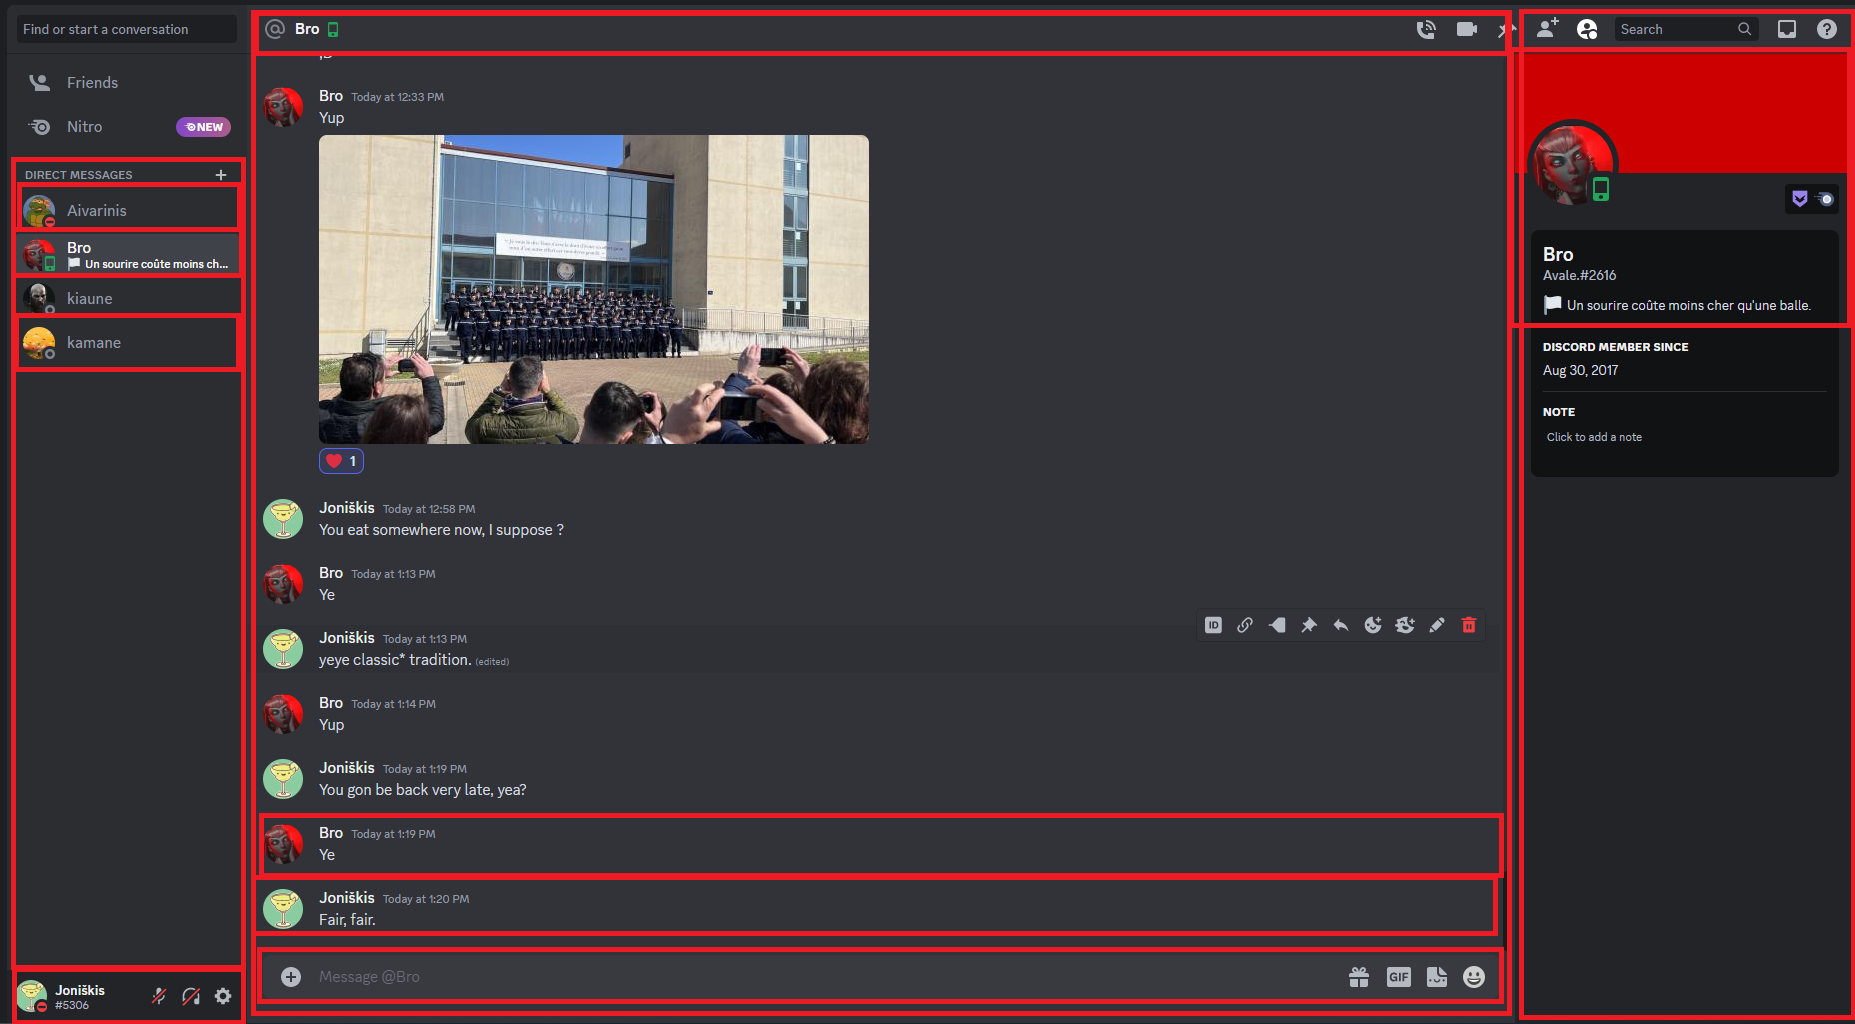 Find or start a conversation
Friends
Nitro
NEW
DIRECT MESSAGES
Aivarinis
Bro
Un sourire coûte moins ch...
kiaune
kamane
Joniškis
#5306
Bro
Bro Today at 12:33 PM
Yup
1
Joniškis Today at 12:58 PM
You eat somewhere now, I suppose ?
Bro Today at 1:13 PM
Ye
Joniškis Today at 1:13 PM
yeye classic* tradition. (edited)
ID
Bro Today at 1:14 PM
Yup
Joniškis Today at 1:19 PM
You gon be back very late, yea?
Bro Today at 1:19 PM
Ye
Joniškis Today at 1:20 PM
Fair, fair.
Message @Bro
GIF
Search
Bro
Avale.#2616
Un sourire coûte moins cher qu'une balle.
DISCORD MEMBER SINCE
Aug 30, 2017
NOTE
Click to add a note